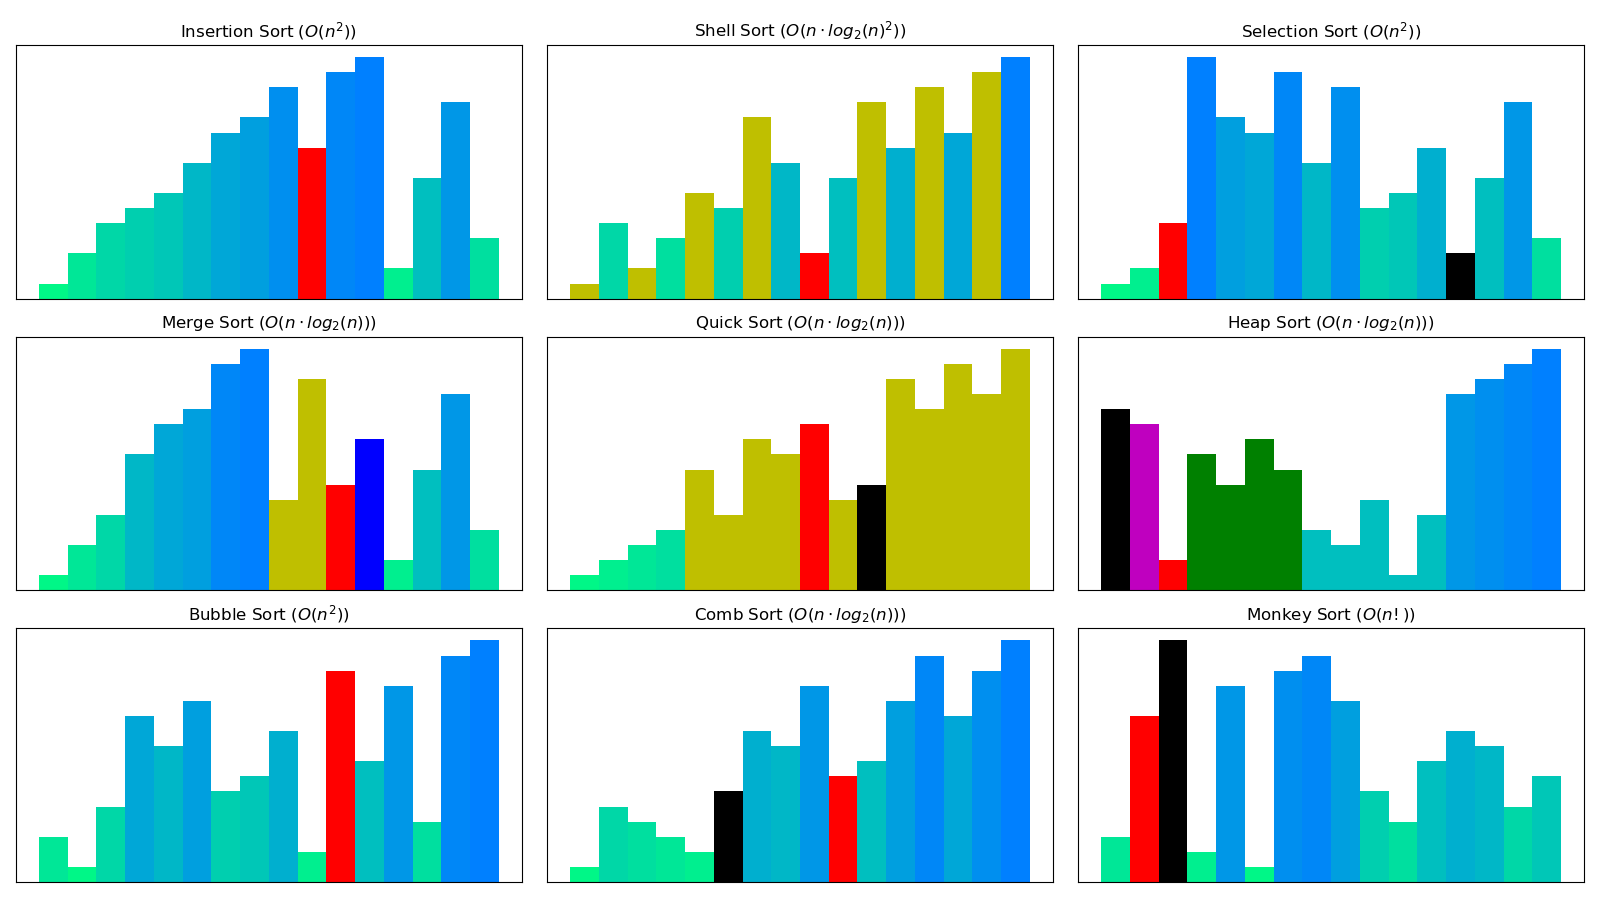 Insertion Sort (O(n²))
Shell Sort (O(n · log₂(n)²))
Selection Sort (O(n²))
Merge Sort (O(n · log₂(n)))
Quick Sort (O(n · log₂(n)))
Heap Sort (O(n · log₂(n)))
Bubble Sort (O(n²))
Comb Sort (O(n · log₂(n)))
Monkey Sort (O(n!))